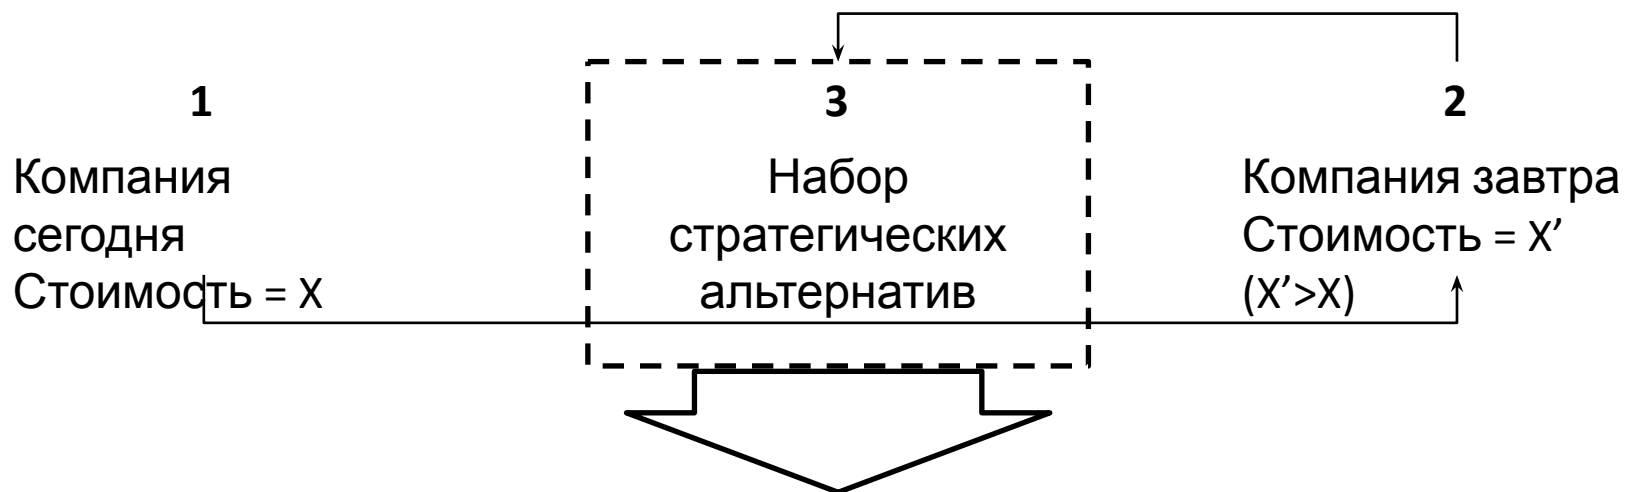 1
Компания
сегодня
Стоимость = X
3
Набор
стратегических
альтернатив
2
Компания завтра
Стоимость = X’
(X’>X)